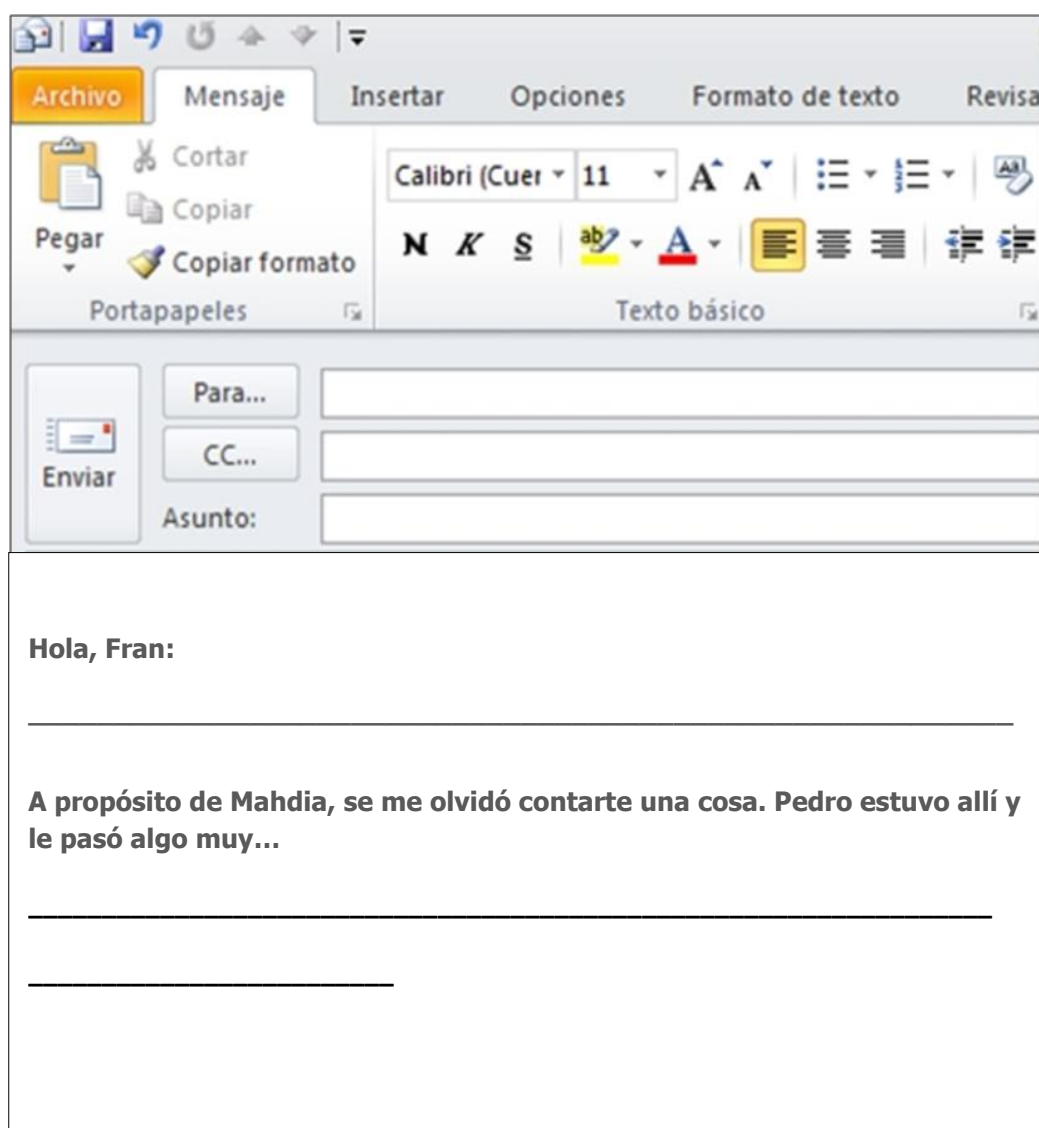 Archivo Mensaje Insertar Opciones Formato de texto Revisa
Cortar
Copiar
Pegar
Copiar formato
Calibri (Cuer 11
N K S
Portapapeles Texto básico
Para...
CC...
Enviar
Asunto:
Hola, Fran:
A propósito de Mahdia, se me olvidó contarte una cosa. Pedro estuvo allí y
le pasó algo muy...